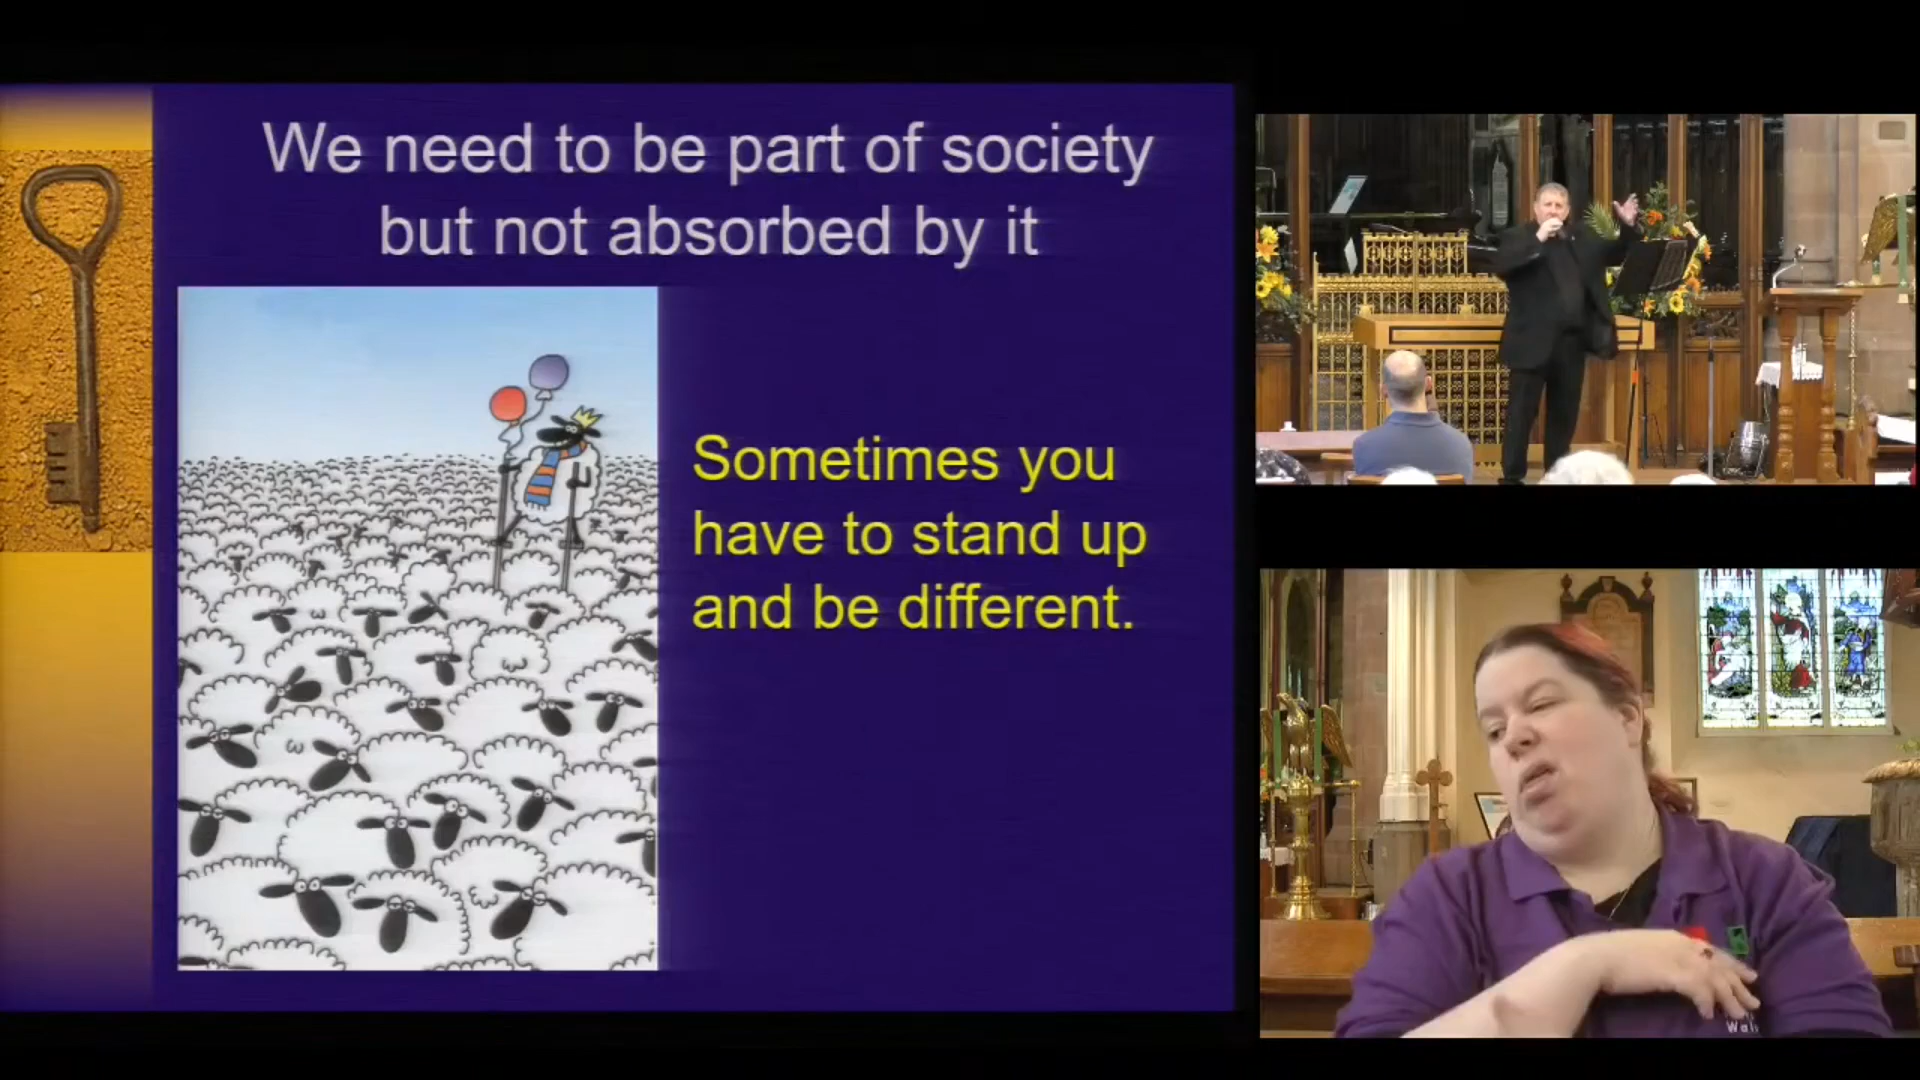 We need to be part of society
but not absorbed by it
Sometimes you
have to stand up
and be different.